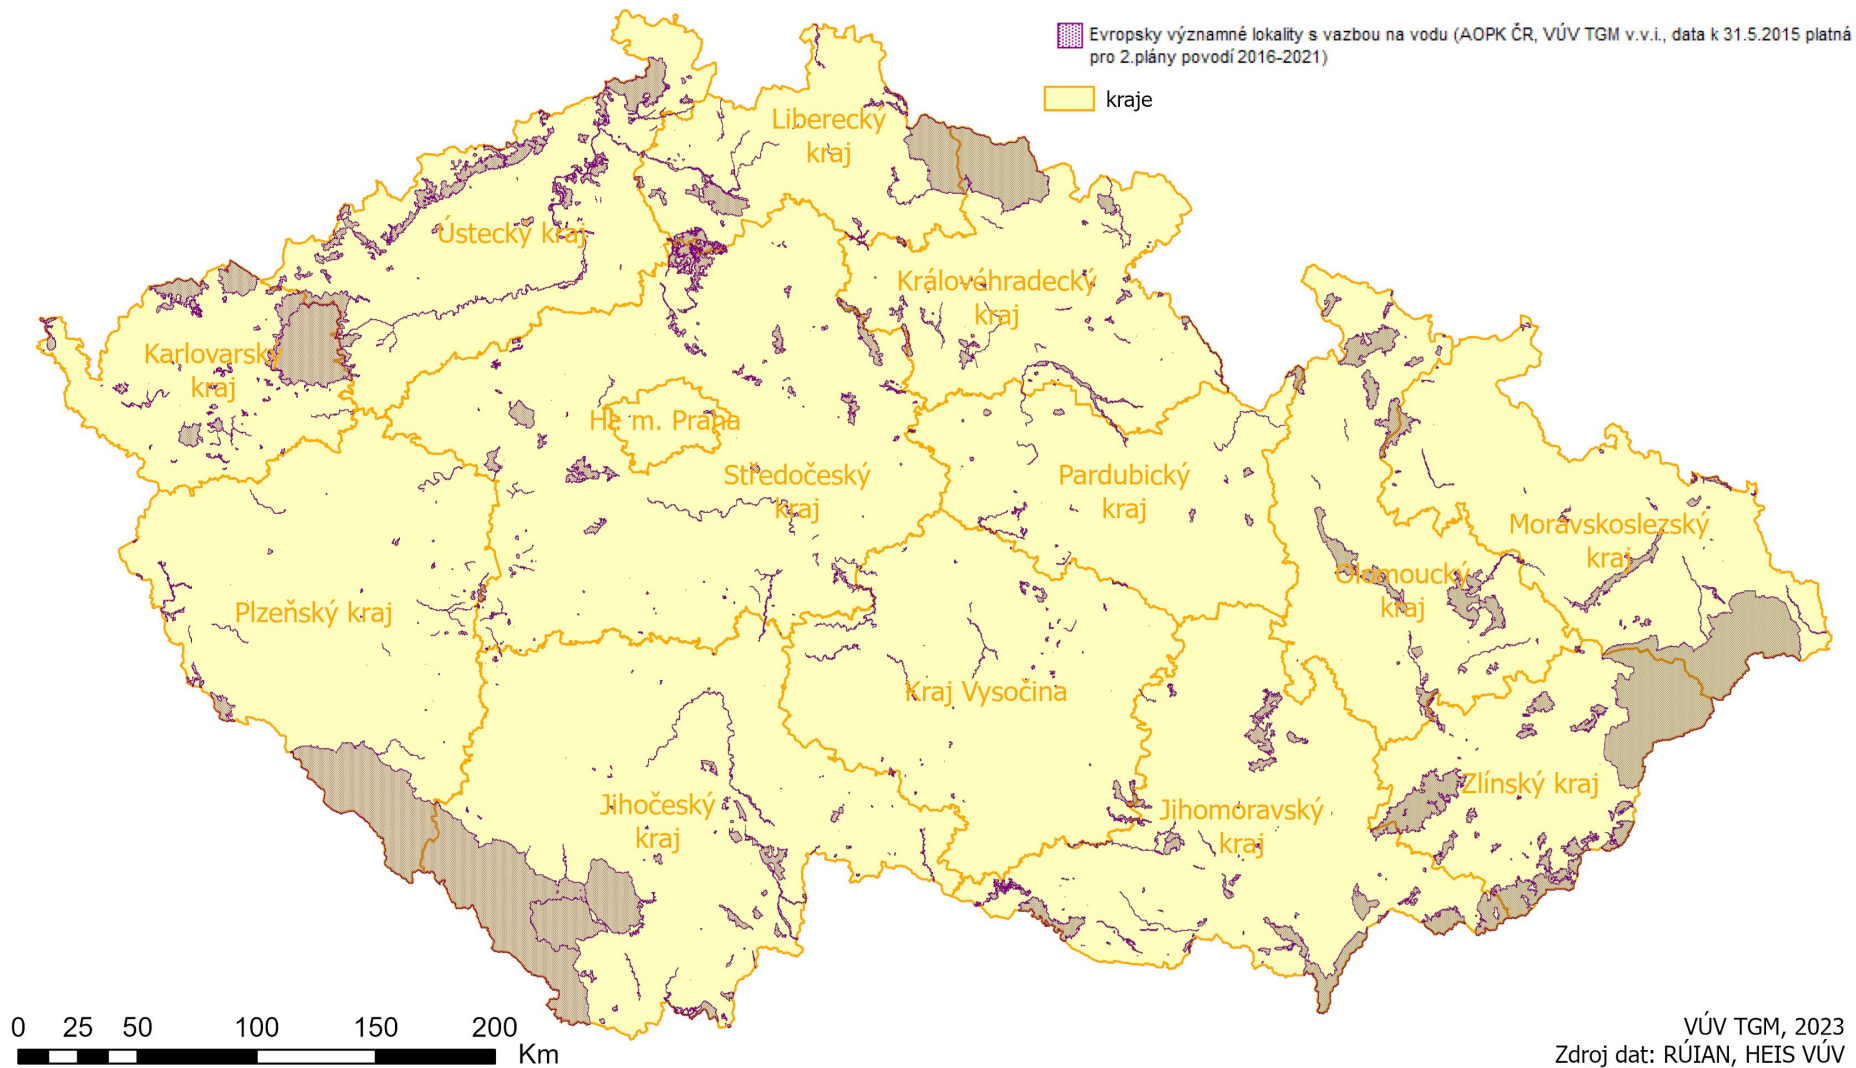 Evropsky významné lokality s vazbou na vodu (AOPK ČR, VÚV TGM v.v.i., data k 31.5.2015 platná
pro 2.plány povodí 2016-2021)
kraje
Liberecký
kraj
Ústecký kraj
Královéhradecký
kraj
Karlovarský
kraj
Hl. m. Praha
Středočeský
kraj
Pardubický
kraj
Moravskoslezský
kraj
Olomoucký
kraj
Plzeňský kraj
Kraj Vysočina
Jihočeský
kraj
Jihomoravský
kraj
Zlínský kraj
0 25 50 100 150 200
Km
VÚV TGM, 2023
Zdroj dat: RÚIAN, HEIS VÚV